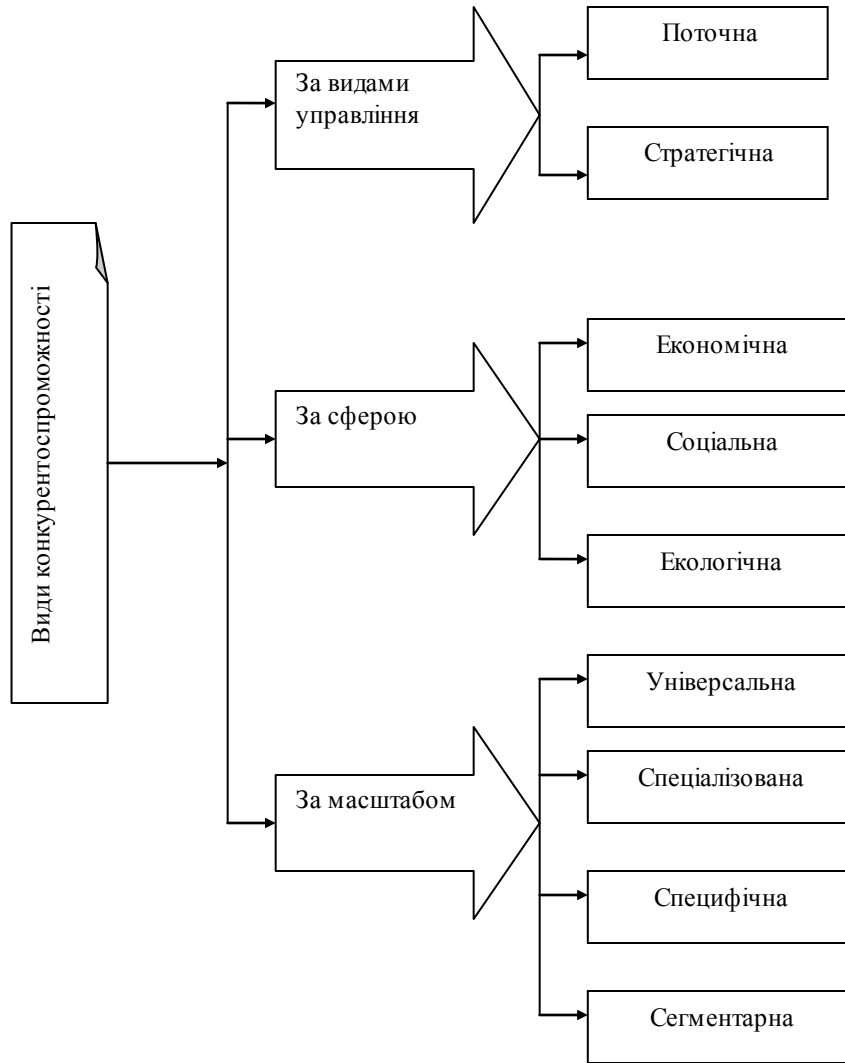 Види конкурентоспроможності
За видами
управління
Поточна
Стратегічна
За сферою
Економічна
Соціальна
Екологічна
За масштабом
Універсальна
Спеціалізована
Специфічна
Сегментарна